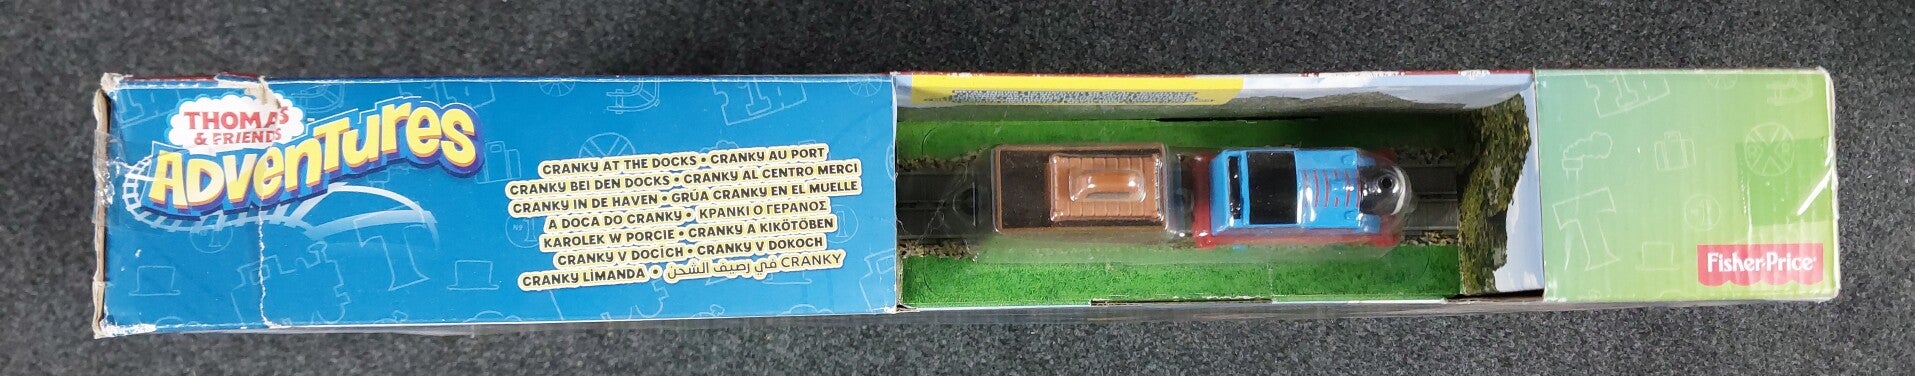 THOMAS
& FRIENDS
ADVENTURES
CRANKY AT THE DOCKS • CRANKY AU PORT
CRANKY BEI DEN DOCKS • CRANKY AL CENTRO MERCI
CRANKY IN DE HAVEN • GRÚA CRANKY EN EL MUELLE
A DOCA DO CRANKY • ΚΡΑΝΚΙ Ο ΓΕΡΑΝΟΣ
KAROLEK W PORCIE • CRANKY A KIKÖTŐBEN
CRANKY V DOCÍCH • CRANKY V DOKOCH
CRANKY LİMANDA • CRANKY في رصيف الشحن
Fisher-Price